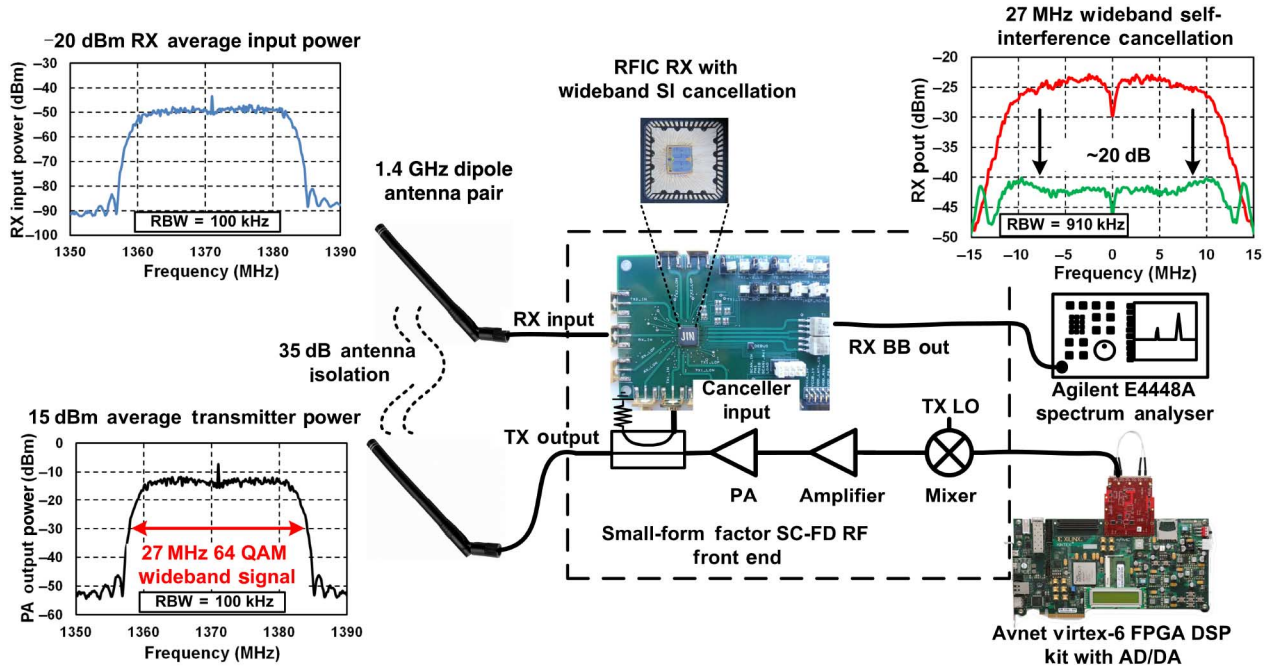 −20 dBm RX average input power
RX input power (dBm)
−30
−40
−50
−60
−70
−80
−90
−100
RBW = 100 kHz
1350 1360 1370 1380 1390
Frequency (MHz)
RFIC RX with
wideband SI cancellation
27 MHz wideband self-
interference cancellation
RX pout (dBm)
−20
−25
−30
−35
−40
−45
−50
~20 dB
RBW = 910 kHz
−15 −10 −5 0 5 10 15
Frequency (MHz)
1.4 GHz dipole
antenna pair
RX input
RX BB out
35 dB antenna
isolation
Canceller
input
Agilent E4448A
spectrum analyser
15 dBm average transmitter power
PA output power (dBm)
0
−10
−20
−30
−40
−50
−60
27 MHz 64 QAM
wideband signal
RBW = 100 kHz
1350 1360 1370 1380 1390
Frequency (MHz)
TX output
TX LO
PA
Amplifier
Mixer
Small-form factor SC-FD RF
front end
Avnet virtex-6 FPGA DSP
kit with AD/DA